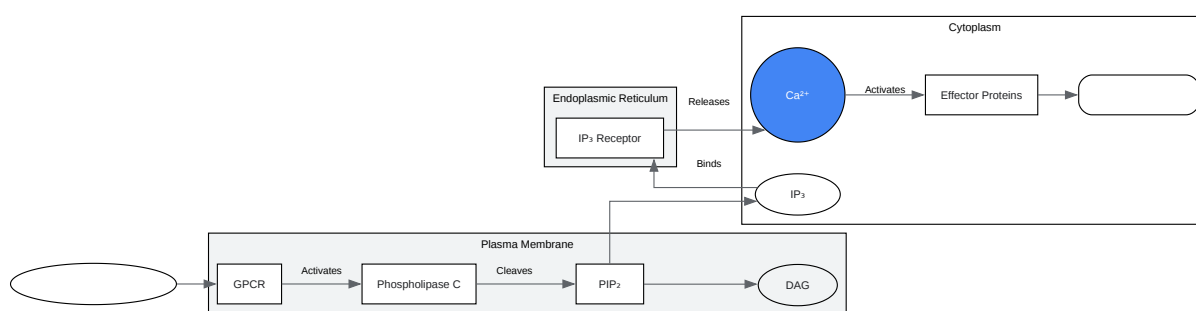 Cytoplasm
Ca²⁺
Activates
Effector Proteins
Endoplasmic Reticulum
Releases
IP₃ Receptor
Binds
IP₃
Plasma Membrane
GPCR
Activates
Phospholipase C
Cleaves
PIP₂
DAG